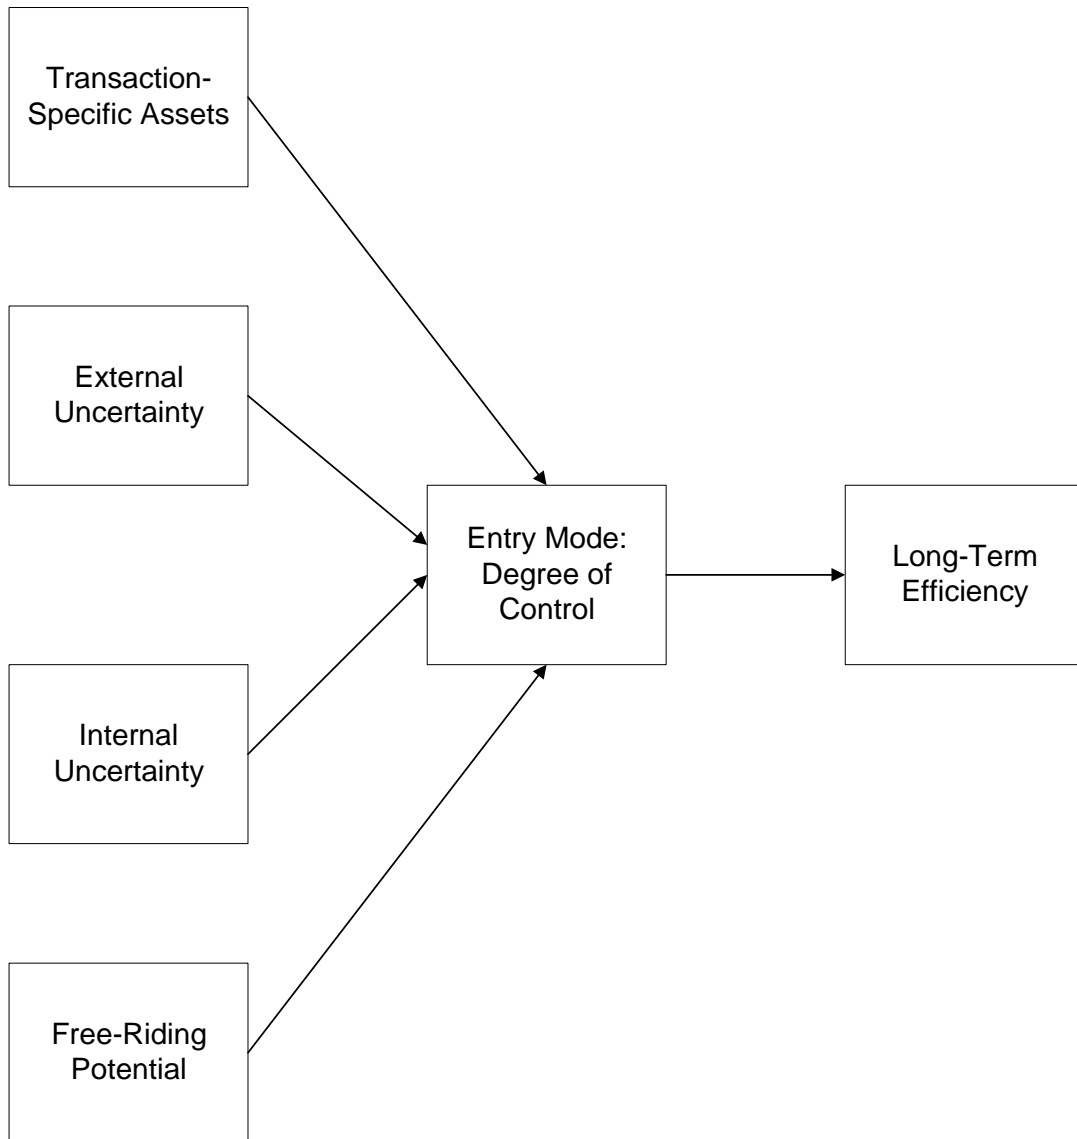 Transaction-
Specific Assets
External
Uncertainty
Entry Mode:
Degree of
Control
Long-Term
Efficiency
Internal
Uncertainty
Free-Riding
Potential